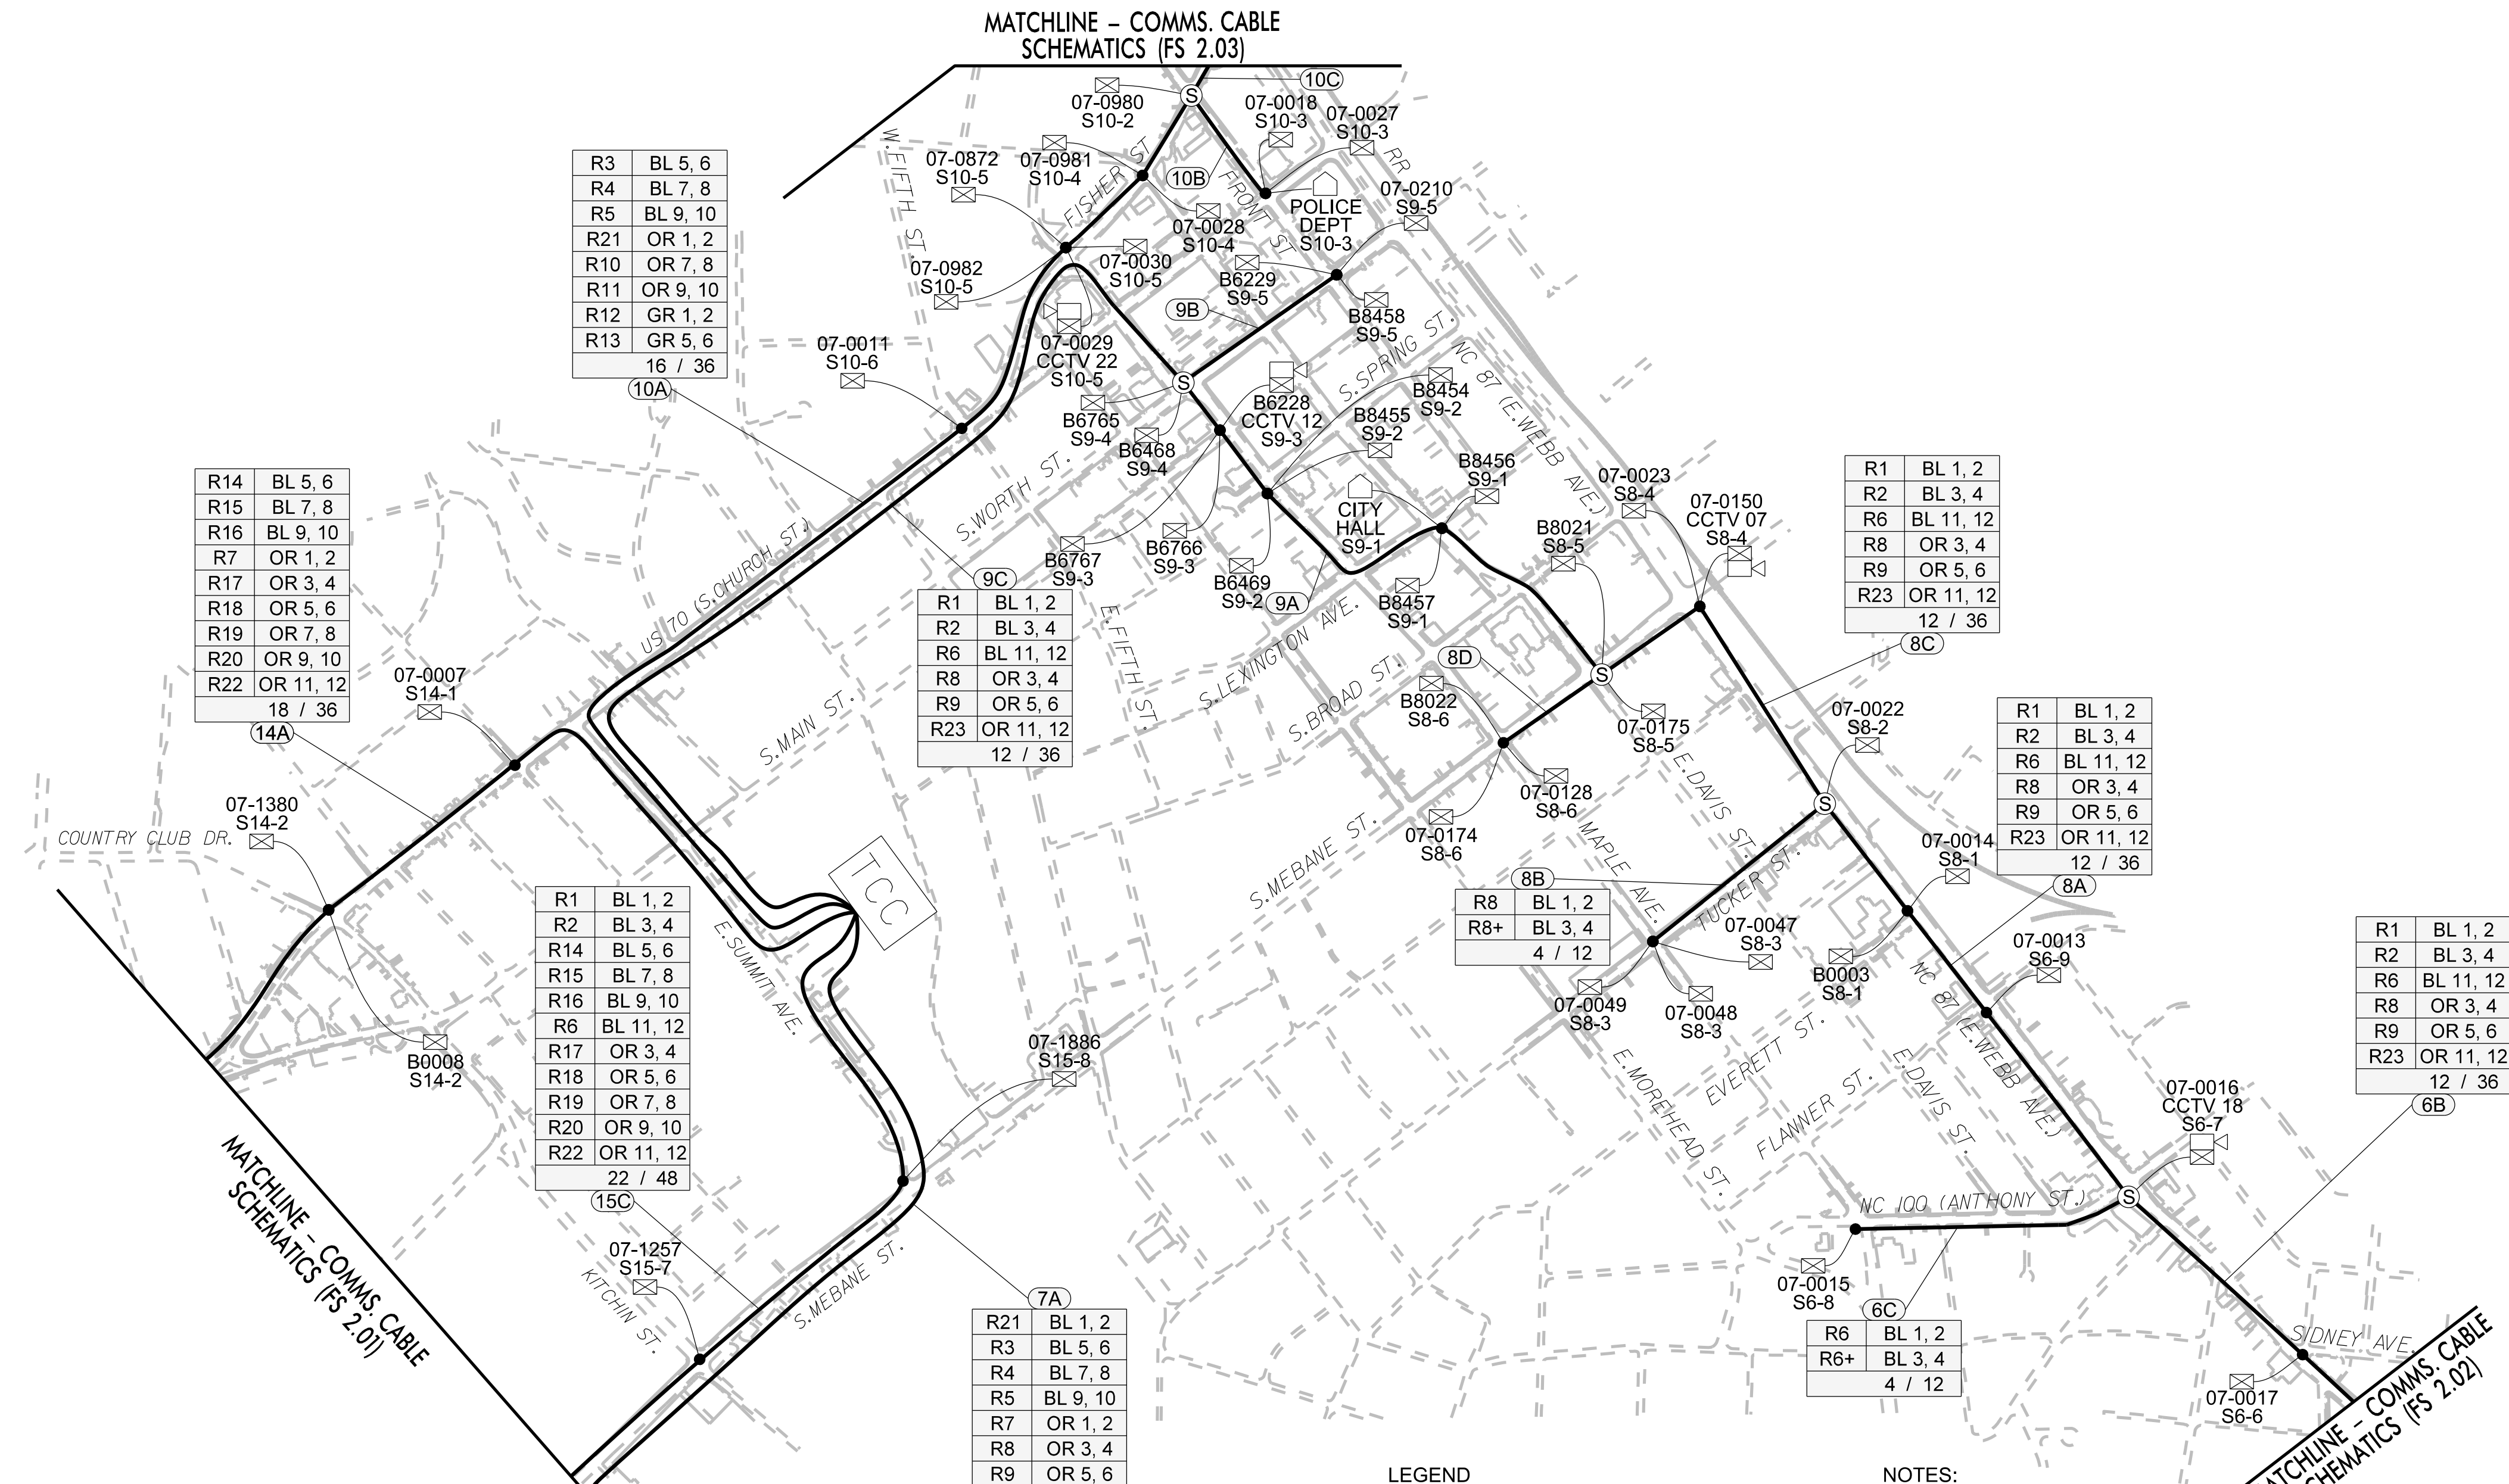 MATCHLINE – COMMS. CABLE
SCHEMATICS (FS 2.03)
10C
07-0980
S10-2
07-0018
S10-3
07-0027
S10-3
RR
W.FIFTH ST.
07-0872
S10-5
07-0981
S10-4
FISHER ST
10B
FRONT ST
POLICE
DEPT
S10-3
07-0210
S9-5
07-0028
S10-4
07-0030
S10-5
07-0982
S10-5
B6229
S9-5
9B
B8458
S9-5
R3 BL 5, 6
R4 BL 7, 8
R5 BL 9, 10
R21 OR 1, 2
R10 OR 7, 8
R11 OR 9, 10
R12 GR 1, 2
R13 GR 5, 6
16 / 36
10A
07-0011
S10-6
07-0029
CCTV 22
S10-5
S
S
B6765
S9-4
B6468
S9-4
B6228
CCTV 12
S9-3
S.SPRING ST.
NC 87 (E.WEBB AVE.)
B8454
S9-2
B8455
S9-2
B8456
S9-1
CITY
HALL
S9-1
B6767
S9-3
B6766
S9-3
B6469
S9-2
9A
B8457
S9-1
B8021
S8-5
07-0023
S8-4
07-0150
CCTV 07
S8-4
R1 BL 1, 2
R2 BL 3, 4
R6 BL 11, 12
R8 OR 3, 4
R9 OR 5, 6
R23 OR 11, 12
12 / 36
8C
R14 BL 5, 6
R15 BL 7, 8
R16 BL 9, 10
R7 OR 1, 2
R17 OR 3, 4
R18 OR 5, 6
R19 OR 7, 8
R20 OR 9, 10
R22 OR 11, 12
18 / 36
14A
S.WORTH ST.
US 70 (S.CHURCH ST.)
9C
R1 BL 1, 2
R2 BL 3, 4
R6 BL 11, 12
R8 OR 3, 4
R9 OR 5, 6
R23 OR 11, 12
12 / 36
E.FIFTH ST.
S.LEXINGTON AVE.
S.BROAD ST.
S.MAIN ST.
8D
B8022
S8-6
S
07-0175
S8-5
07-0128
S8-6
07-0174
S8-6
07-0022
S8-2
S
R1 BL 1, 2
R2 BL 3, 4
R6 BL 11, 12
R8 OR 3, 4
R9 OR 5, 6
R23 OR 11, 12
12 / 36
8A
07-0007
S14-1
07-1380
S14-2
COUNTRY CLUB DR.
B0008
S14-2
TCC
E.SUMMIT AVE.
S.MEBANE ST.
MAPLE AVE.
E.DAVIS ST.
TUCKER ST.
8B
R8 BL 1, 2
R8+ BL 3, 4
4 / 12
07-0047
S8-3
07-0048
S8-3
07-0049
S8-3
07-0014
S8-1
B0003
S8-1
07-0013
S6-9
NC 87 (E.WEBB AVE.)
R1 BL 1, 2
R2 BL 3, 4
R6 BL 11, 12
R8 OR 3, 4
R9 OR 5, 6
R23 OR 11, 12
12 / 36
6B
R1 BL 1, 2
R2 BL 3, 4
R14 BL 5, 6
R15 BL 7, 8
R16 BL 9, 10
R6 BL 11, 12
R17 OR 3, 4
R18 OR 5, 6
R19 OR 7, 8
R20 OR 9, 10
R22 OR 11, 12
22 / 48
15C
07-1886
S15-8
E.MOREHEAD ST.
EVERETT ST.
FLANNER ST.
E.DAVIS ST.
07-0016
CCTV 18
S6-7
S
NC 100 (ANTHONY ST.)
07-0015
S6-8
6C
R6 BL 1, 2
R6+ BL 3, 4
4 / 12
SIDNEY AVE.
07-0017
S6-6
MATCHLINE – COMMS. CABLE
SCHEMATICS (FS 2.01)
07-1257
S15-7
KITCHIN ST.
S.MEBANE ST.
7A
R21 BL 1, 2
R3 BL 5, 6
R4 BL 7, 8
R5 BL 9, 10
R7 OR 1, 2
R8 OR 3, 4
R9 OR 5, 6
LEGEND
NOTES:
MATCHLINE – COMMS. CABLE
SCHEMATICS (FS 2.02)